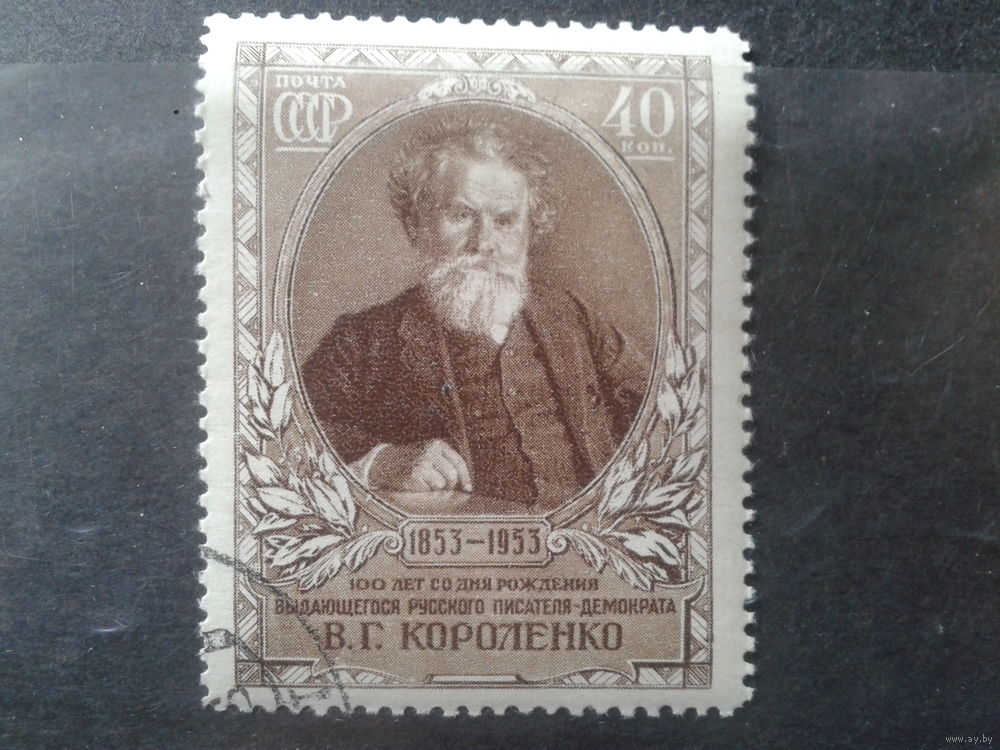 ПОЧТА
СССР
40
КОП.
1853-1953
100 ЛЕТ СО ДНЯ РОЖДЕНИЯ
ВЫДАЮЩЕГОСЯ РУССКОГО ПИСАТЕЛЯ-ДЕМОКРАТА
В. Г. КОРОЛЕНКО
www.ay.by